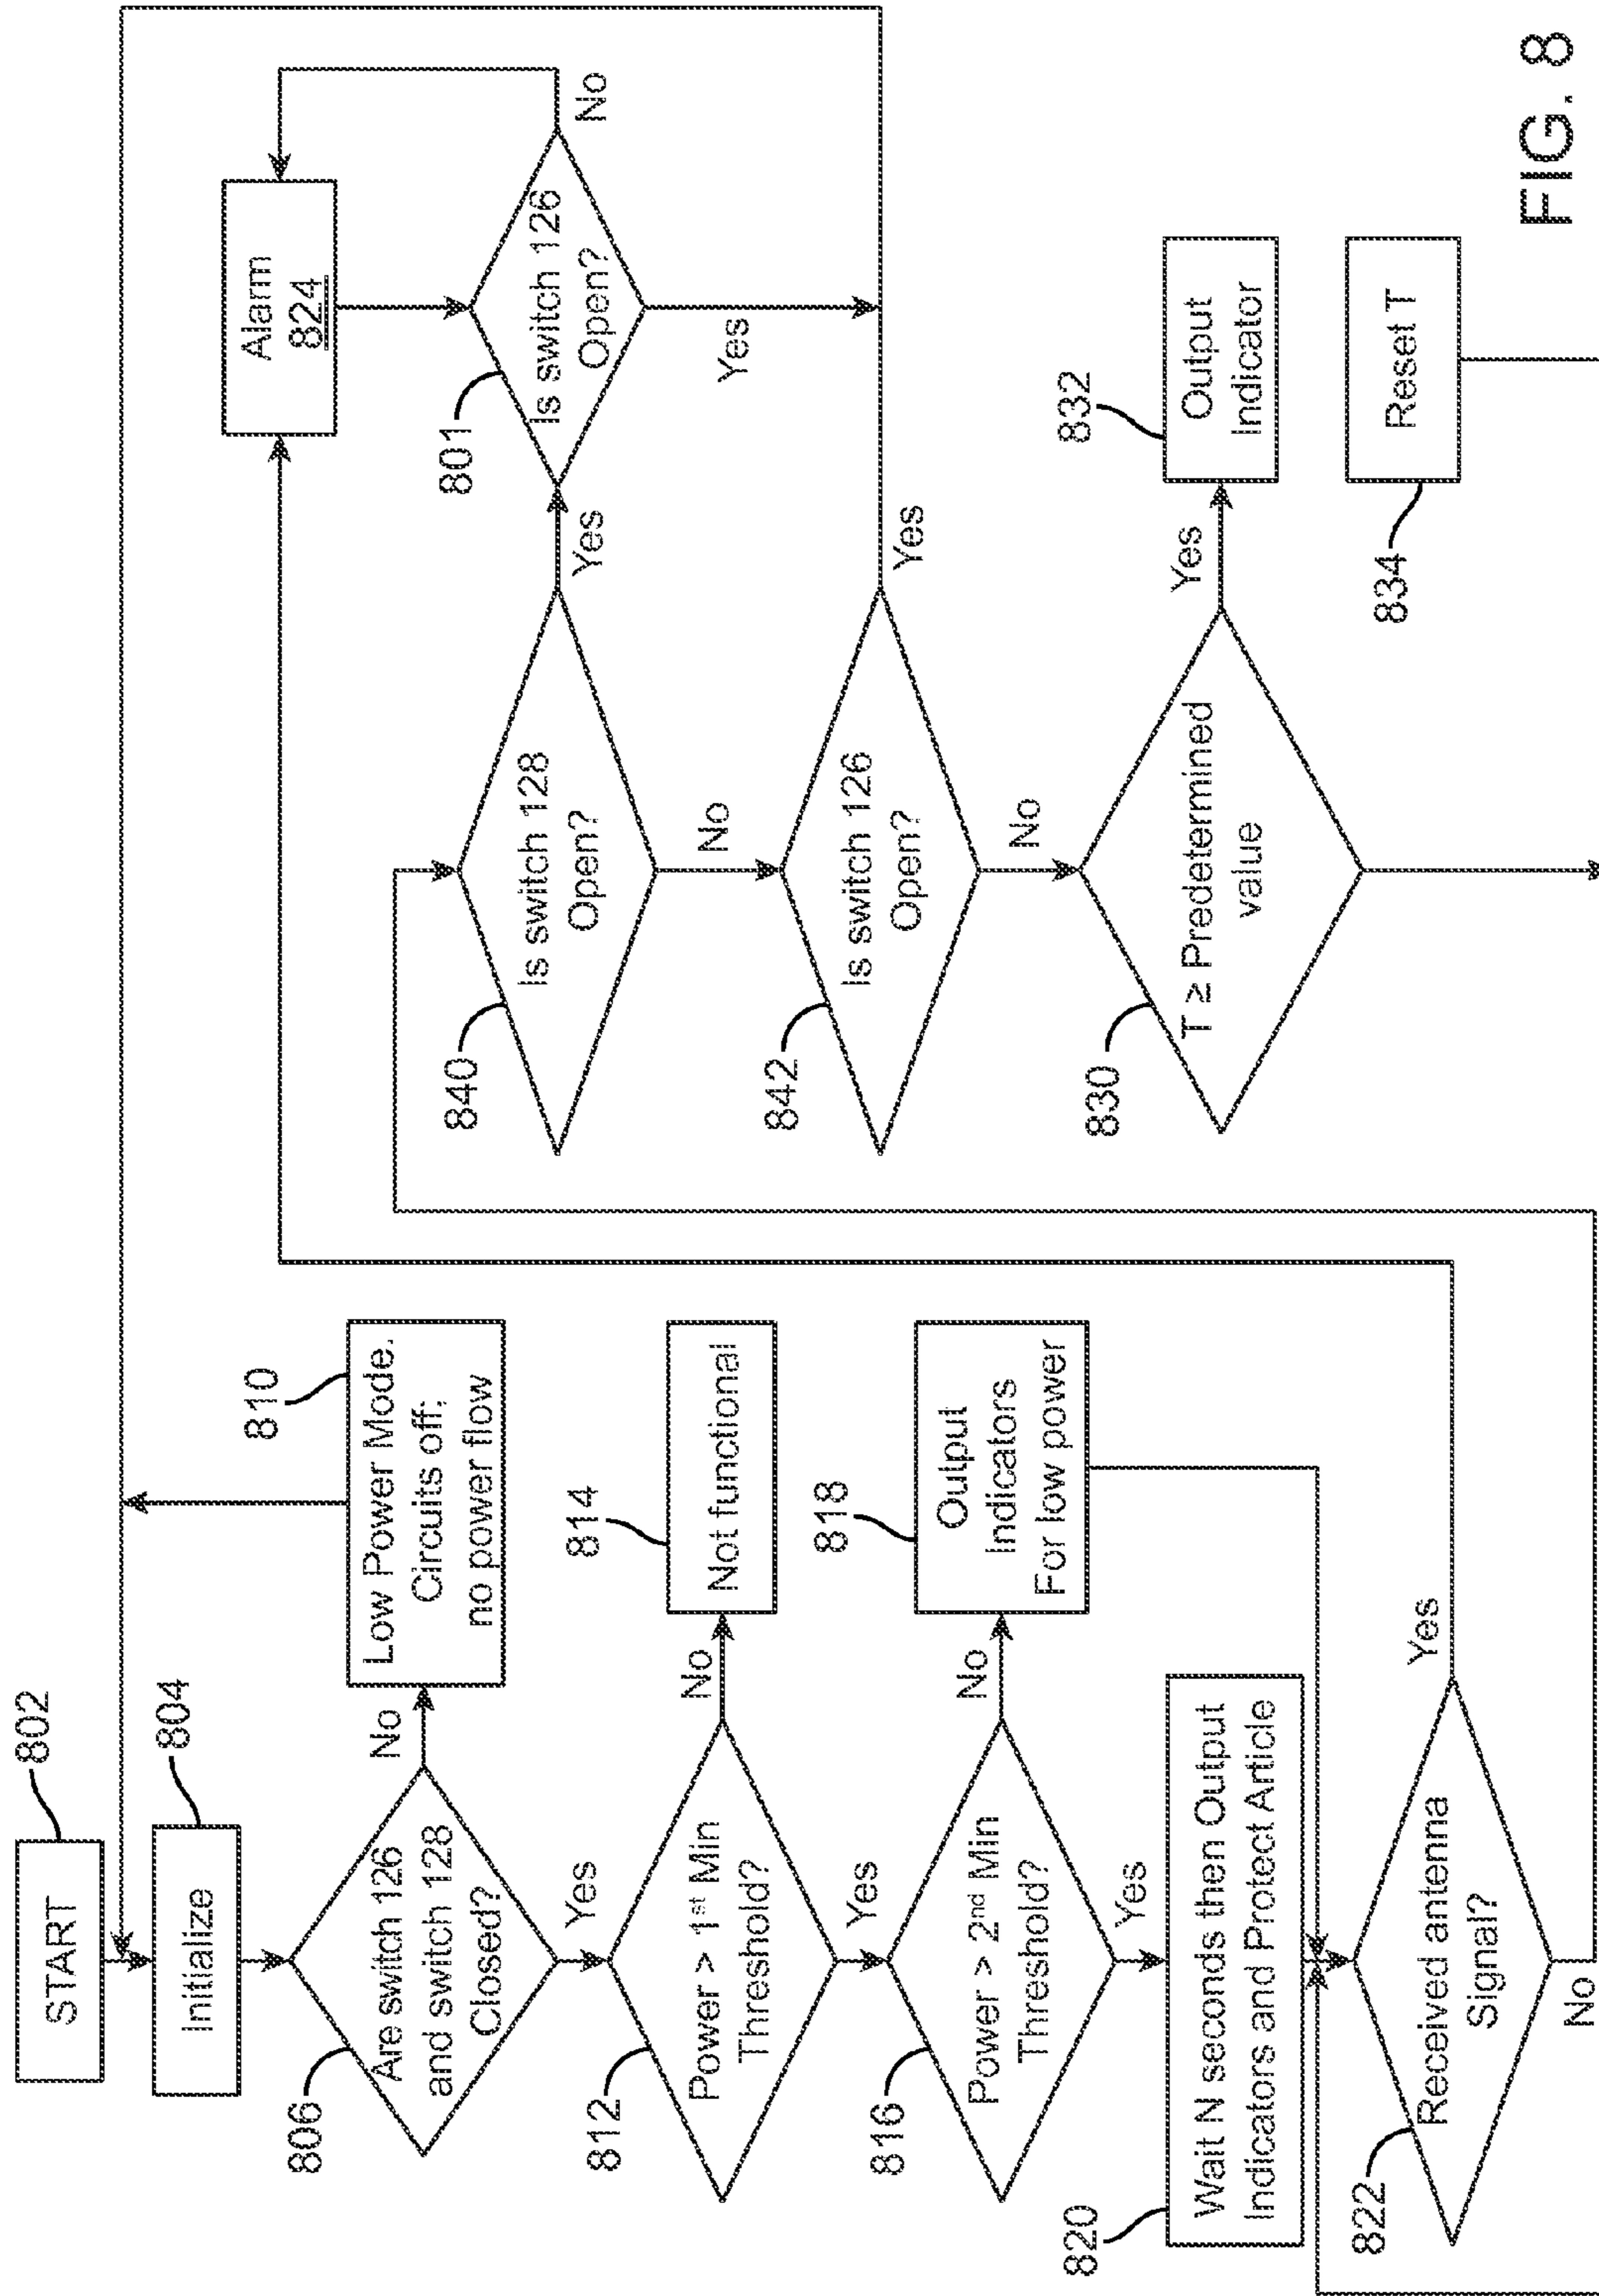 802
START
804
Initialize
806
Are switch 126
and switch 128
Closed?
No
810
Low Power Mode.
Circuits off;
no power flow
Yes
812
Power > 1st Min
Threshold?
No
814
Not functional
Yes
816
Power > 2nd Min
Threshold?
No
818
Output
Indicators
For low power
Yes
820
Wait N seconds then Output
Indicators and Protect Article
822
Received antenna
Signal?
Yes
No
Alarm
824
801
Is switch 126
Open?
No
Yes
840
Is switch 128
Open?
Yes
No
842
Is switch 126
Open?
Yes
No
830
T ≥ Predetermined
value
Yes
832
Output
Indicator
834
Reset T
FIG. 8